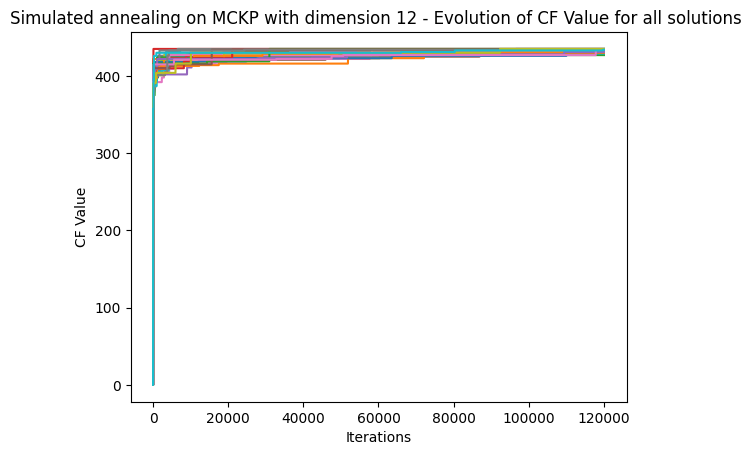 Simulated annealing on MCKP with dimension 12 - Evolution of CF Value for all solutions
CF Value
400
300
200
100
0
0 20000 40000 60000 80000 100000 120000
Iterations